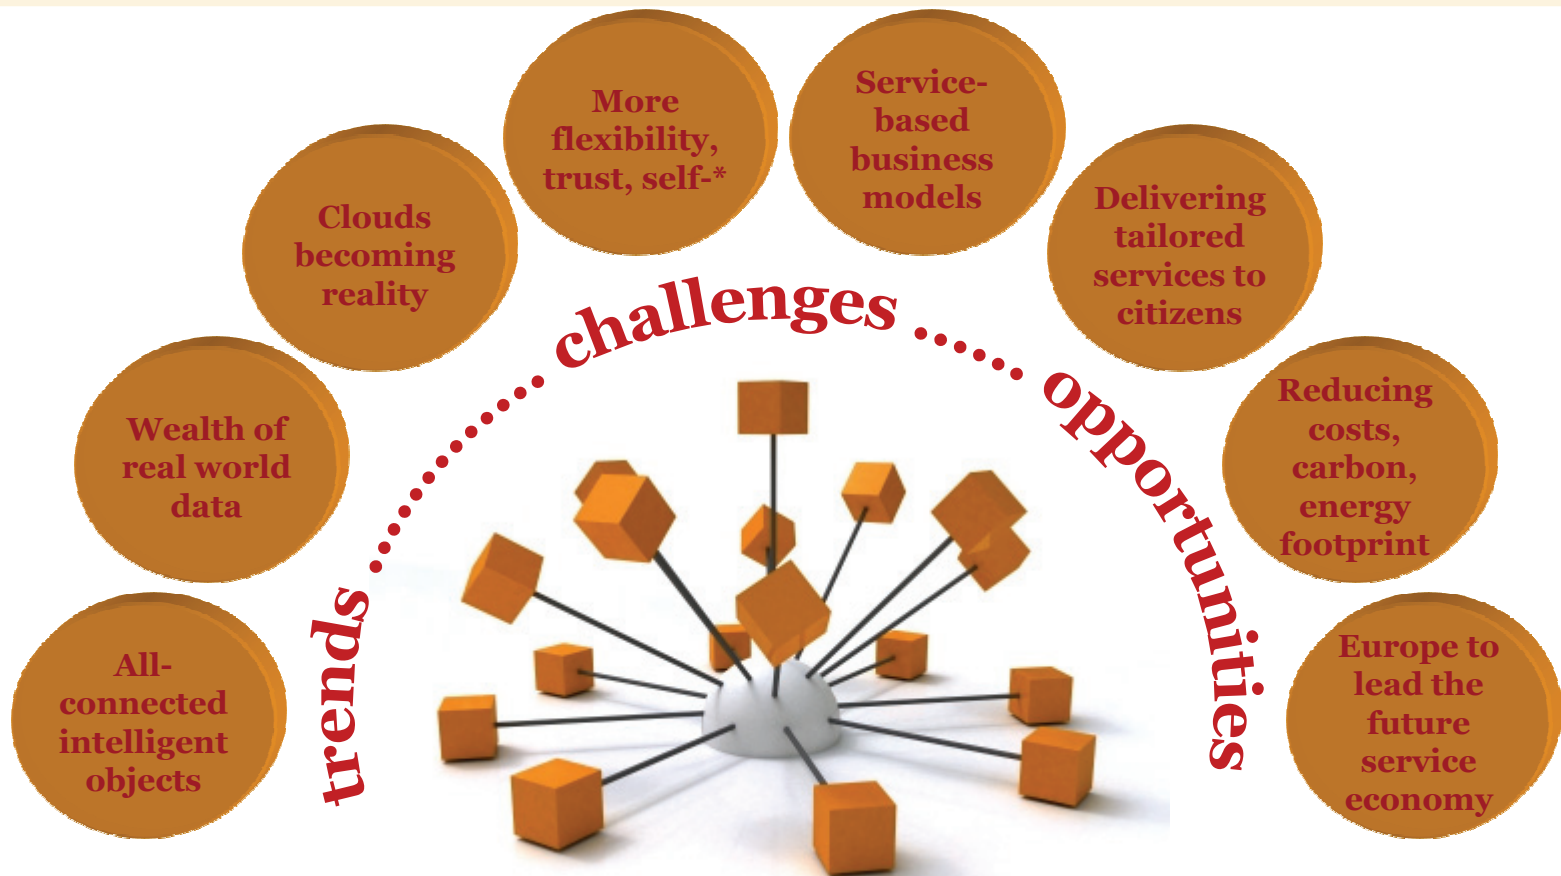 All-
connected
intelligent
objects
Wealth of
real world
data
Clouds
becoming
reality
More
flexibility,
trust, self-*
Service-
based
business
models
Delivering
tailored
services to
citizens
Reducing
costs,
carbon,
energy
footprint
Europe to
lead the
future
service
economy
trends ............... challenges ...... opportunities